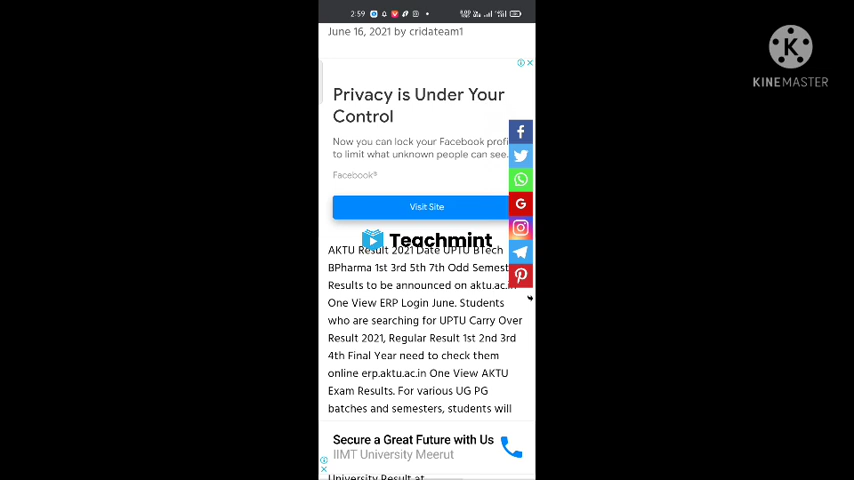 2:59
K
KINEMASTER
June 16, 2021 by cridateam1
Privacy is Under Your
Control
Now you can lock your Facebook profi
to limit what unknown people can see.
Facebook®
Visit Site
Teachmint
AKTU Result 2021 Date UPTU BTech
BPharma 1st 3rd 5th 7th Odd Semest
Results to be announced on aktu.ac.i
One View ERP Login June. Students
who are searching for UPTU Carry Over
Result 2021, Regular Result 1st 2nd 3rd
4th Final Year need to check them
online erp.aktu.ac.in One View AKTU
Exam Results. For various UG PG
batches and semesters, students will
Secure a Great Future with Us
IIMT University Meerut
University Result at